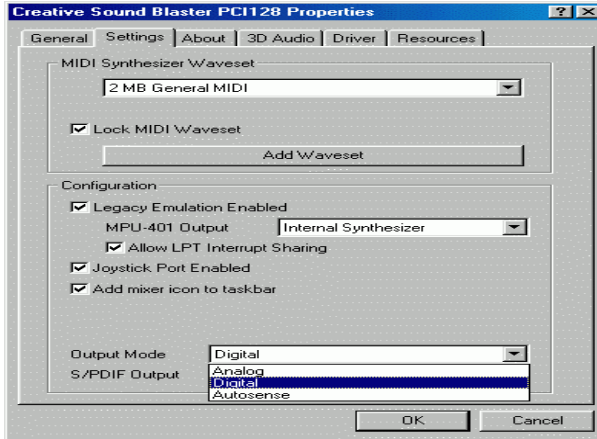 Creative Sound Blaster PCI128 Properties
General Settings About 3D Audio Driver Resources
MIDI Synthesizer Waveset
2 MB General MIDI
Lock MIDI Waveset
Add Waveset
Configuration
Legacy Emulation Enabled
MPU-401 Output Internal Synthesizer
Allow LPT Interrupt Sharing
Joystick Port Enabled
Add mixer icon to taskbar
Output Mode Digital
S/PDIF Output Analog
Digital
Autosense
OK Cancel